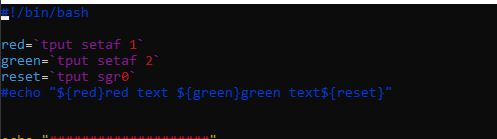 #!/bin/bash
red=`tput setaf 1`
green=`tput setaf 2`
reset=`tput sgr0`
#echo "${red}red text ${green}green text${reset}"